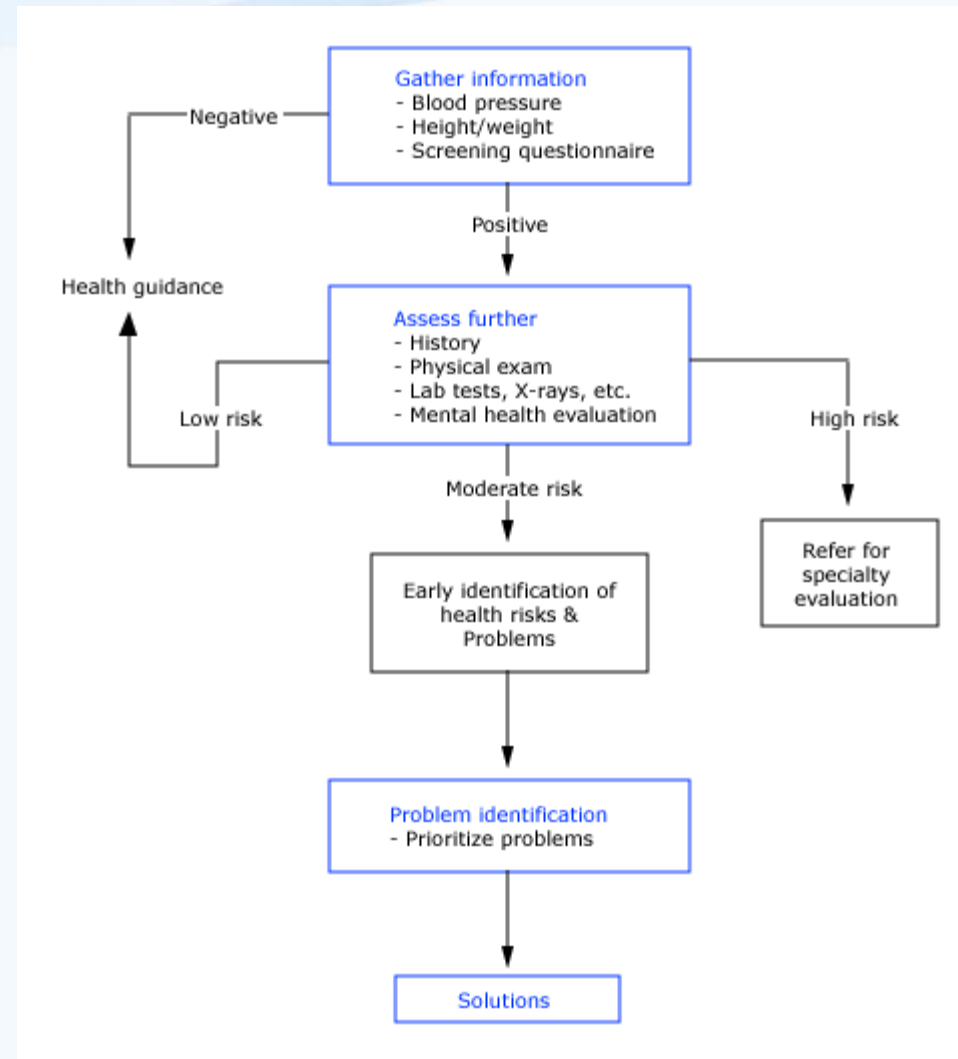 Gather information
- Blood pressure
- Height/weight
- Screening questionnaire
Negative
Positive
Health guidance
Assess further
- History
- Physical exam
- Lab tests, X-rays, etc.
- Mental health evaluation
Low risk
High risk
Moderate risk
Refer for
specialty
evaluation
Early identification of
health risks &
Problems
Problem identification
- Prioritize problems
Solutions